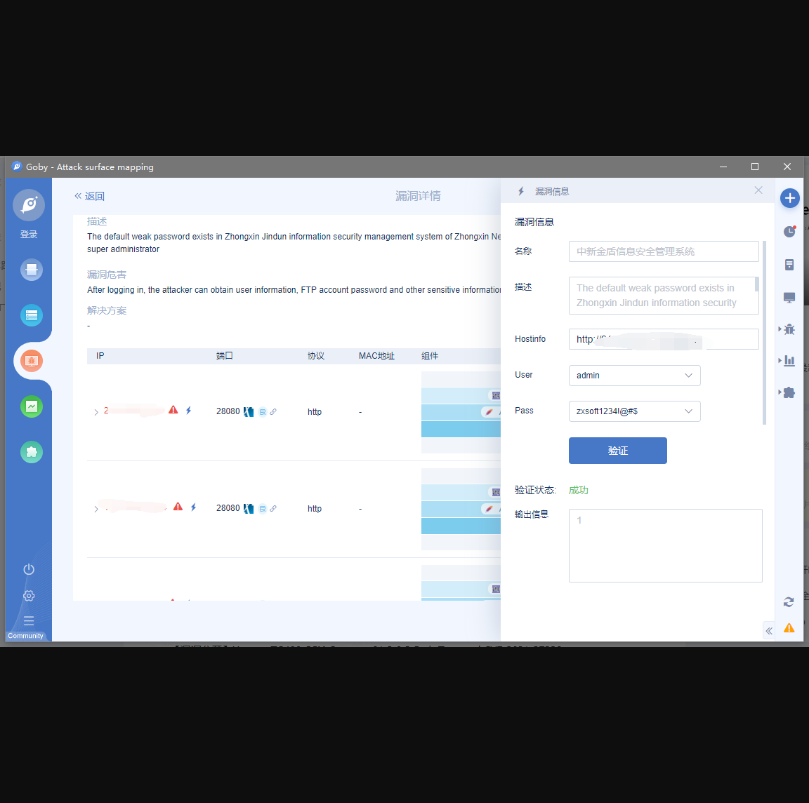 Goby - Attack surface mapping
登录
Community
返回
漏洞详情
描述
The default weak password exists in Zhongxin Jindun information security management system of Zhongxin Ne
super administrator
漏洞危害
After logging in, the attacker can obtain user information, FTP account password and other sensitive information
解决方案
-
IP 端口 协议 MAC地址 组件
2 28080 http -
28080 http -
漏洞信息
漏洞信息
名称 中新金盾信息安全管理系统
描述 The default weak password exists in
Zhongxin Jindun information security
Hostinfo http://
User admin
Pass zxsoft1234!@#$
验证
验证状态: 成功
输出信息 1